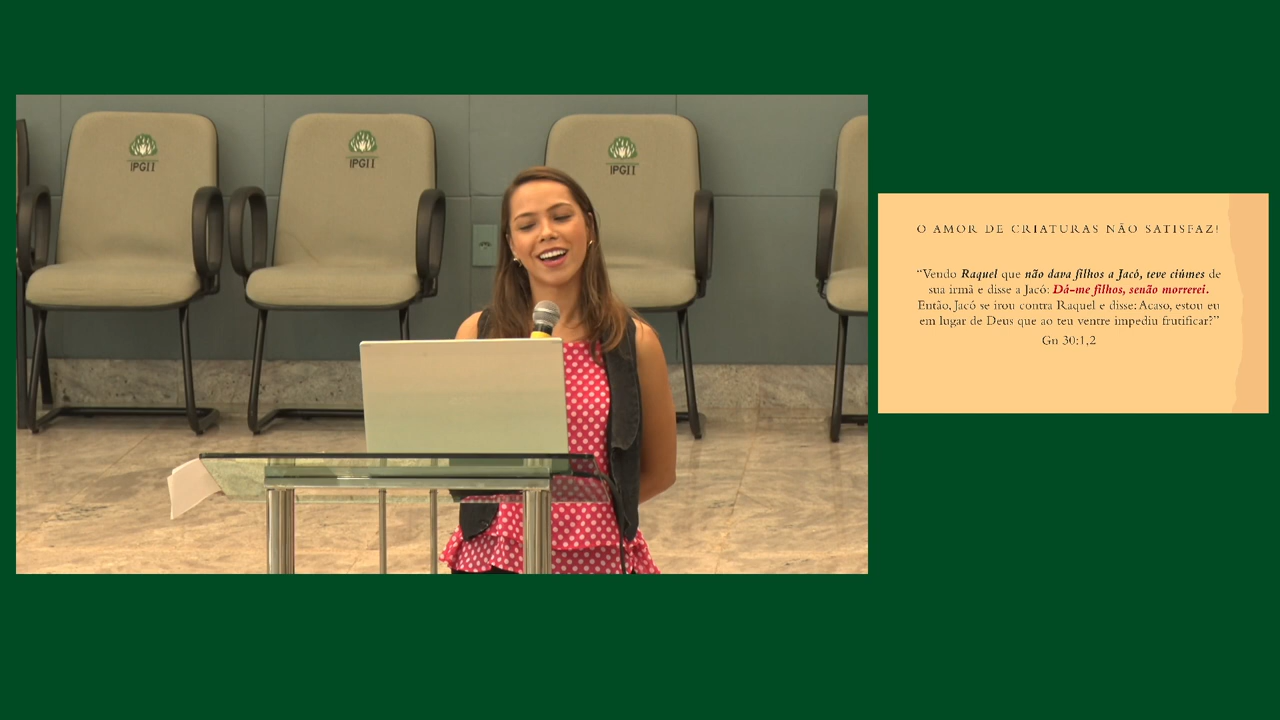 IPGII
IPGII
IPGII
O AMOR DE CRIATURAS NÃO SATISFAZ!
“Vendo Raquel que não dava filhos a Jacó, teve ciúmes de
sua irmã e disse a Jacó: Dá-me filhos, senão morrerei.
Então, Jacó se irou contra Raquel e disse: Acaso, estou eu
em lugar de Deus que ao teu ventre impediu frutificar?”
Gn 30:1,2